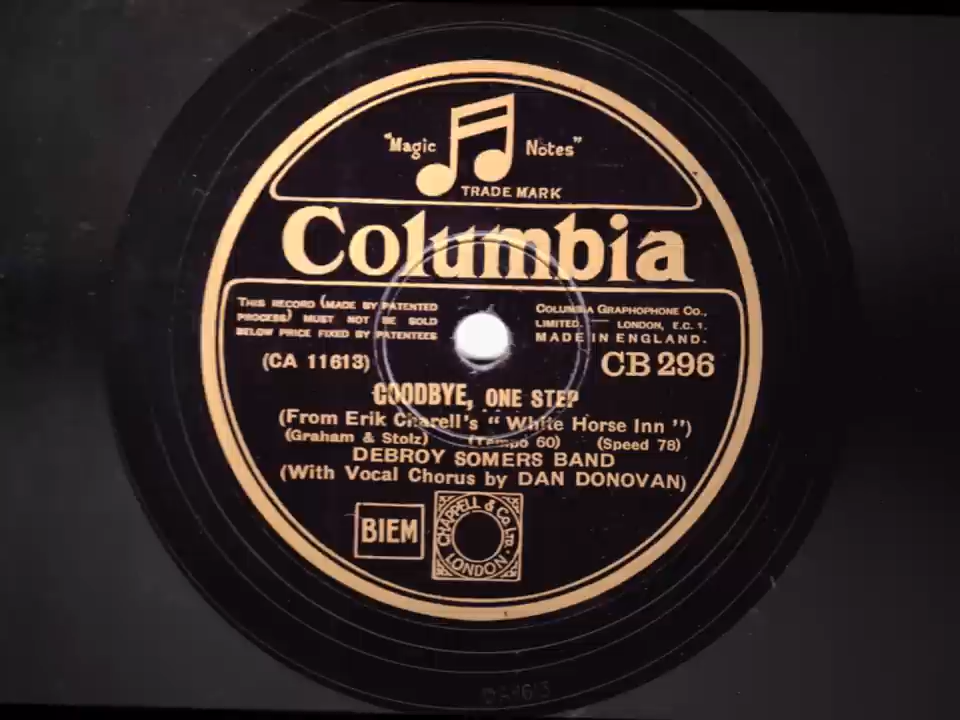 "Magic Notes"
TRADE MARK
Columbia
THIS RECORD (MADE BY PATENTED
PROCESS) MUST NOT BE SOLD
BELOW PRICE FIXED BY PATENTEES
COLUMBIA GRAPHOPHONE CO.,
LIMITED. LONDON, E.C. 1.
MADE IN ENGLAND.
(CA 11613)
CB 296
GOODBYE, ONE STEP
(From Erik Charell's "White Horse Inn")
(Graham & Stolz) (Tempo 60) (Speed 78)
DEBROY SOMERS BAND
(With Vocal Chorus by DAN DONOVAN)
BIEM
CHAPPELL & CO. LTD.
LONDON